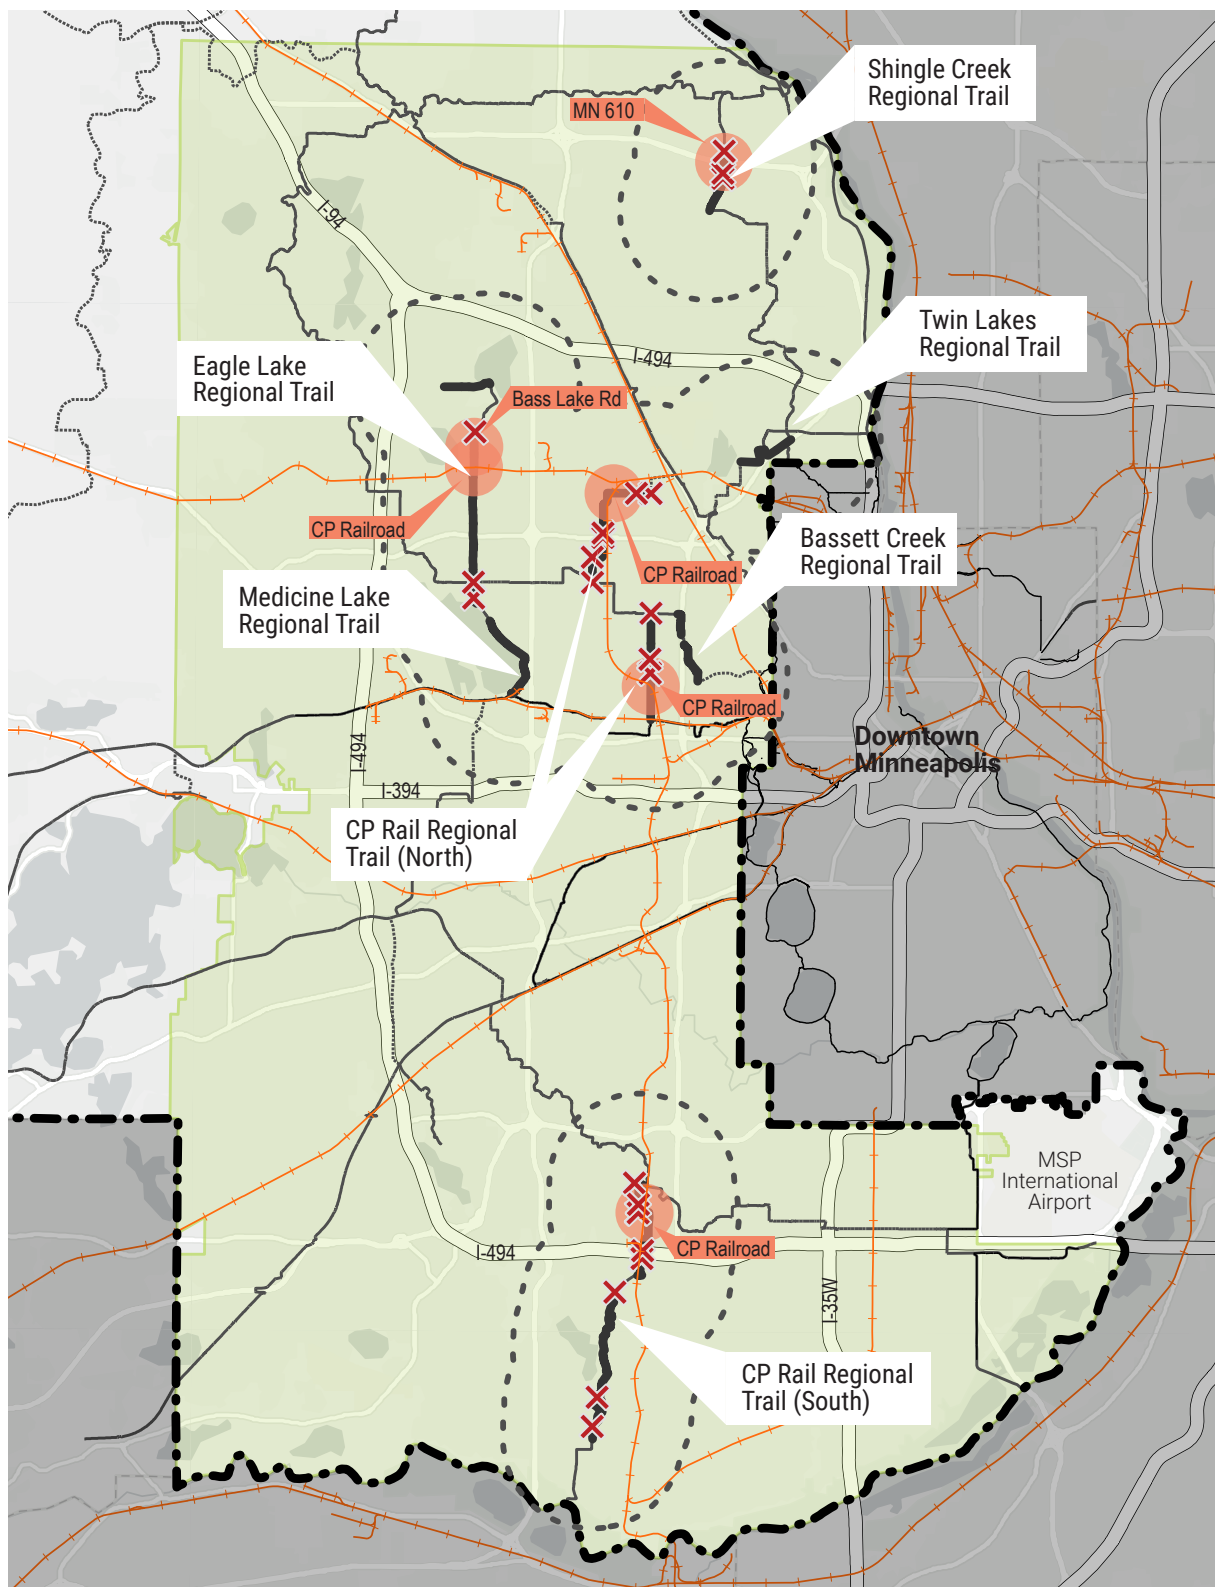 Shingle Creek
Regional Trail
MN 610
I-94
Twin Lakes
Regional Trail
I-494
Eagle Lake
Regional Trail
Bass Lake Rd
CP Railroad
Bassett Creek
Regional Trail
CP Railroad
Medicine Lake
Regional Trail
CP Railroad
I-494
Downtown
Minneapolis
I-394
CP Rail Regional
Trail (North)
MSP
International
Airport
CP Railroad
I-494
I-35W
CP Rail Regional
Trail (South)